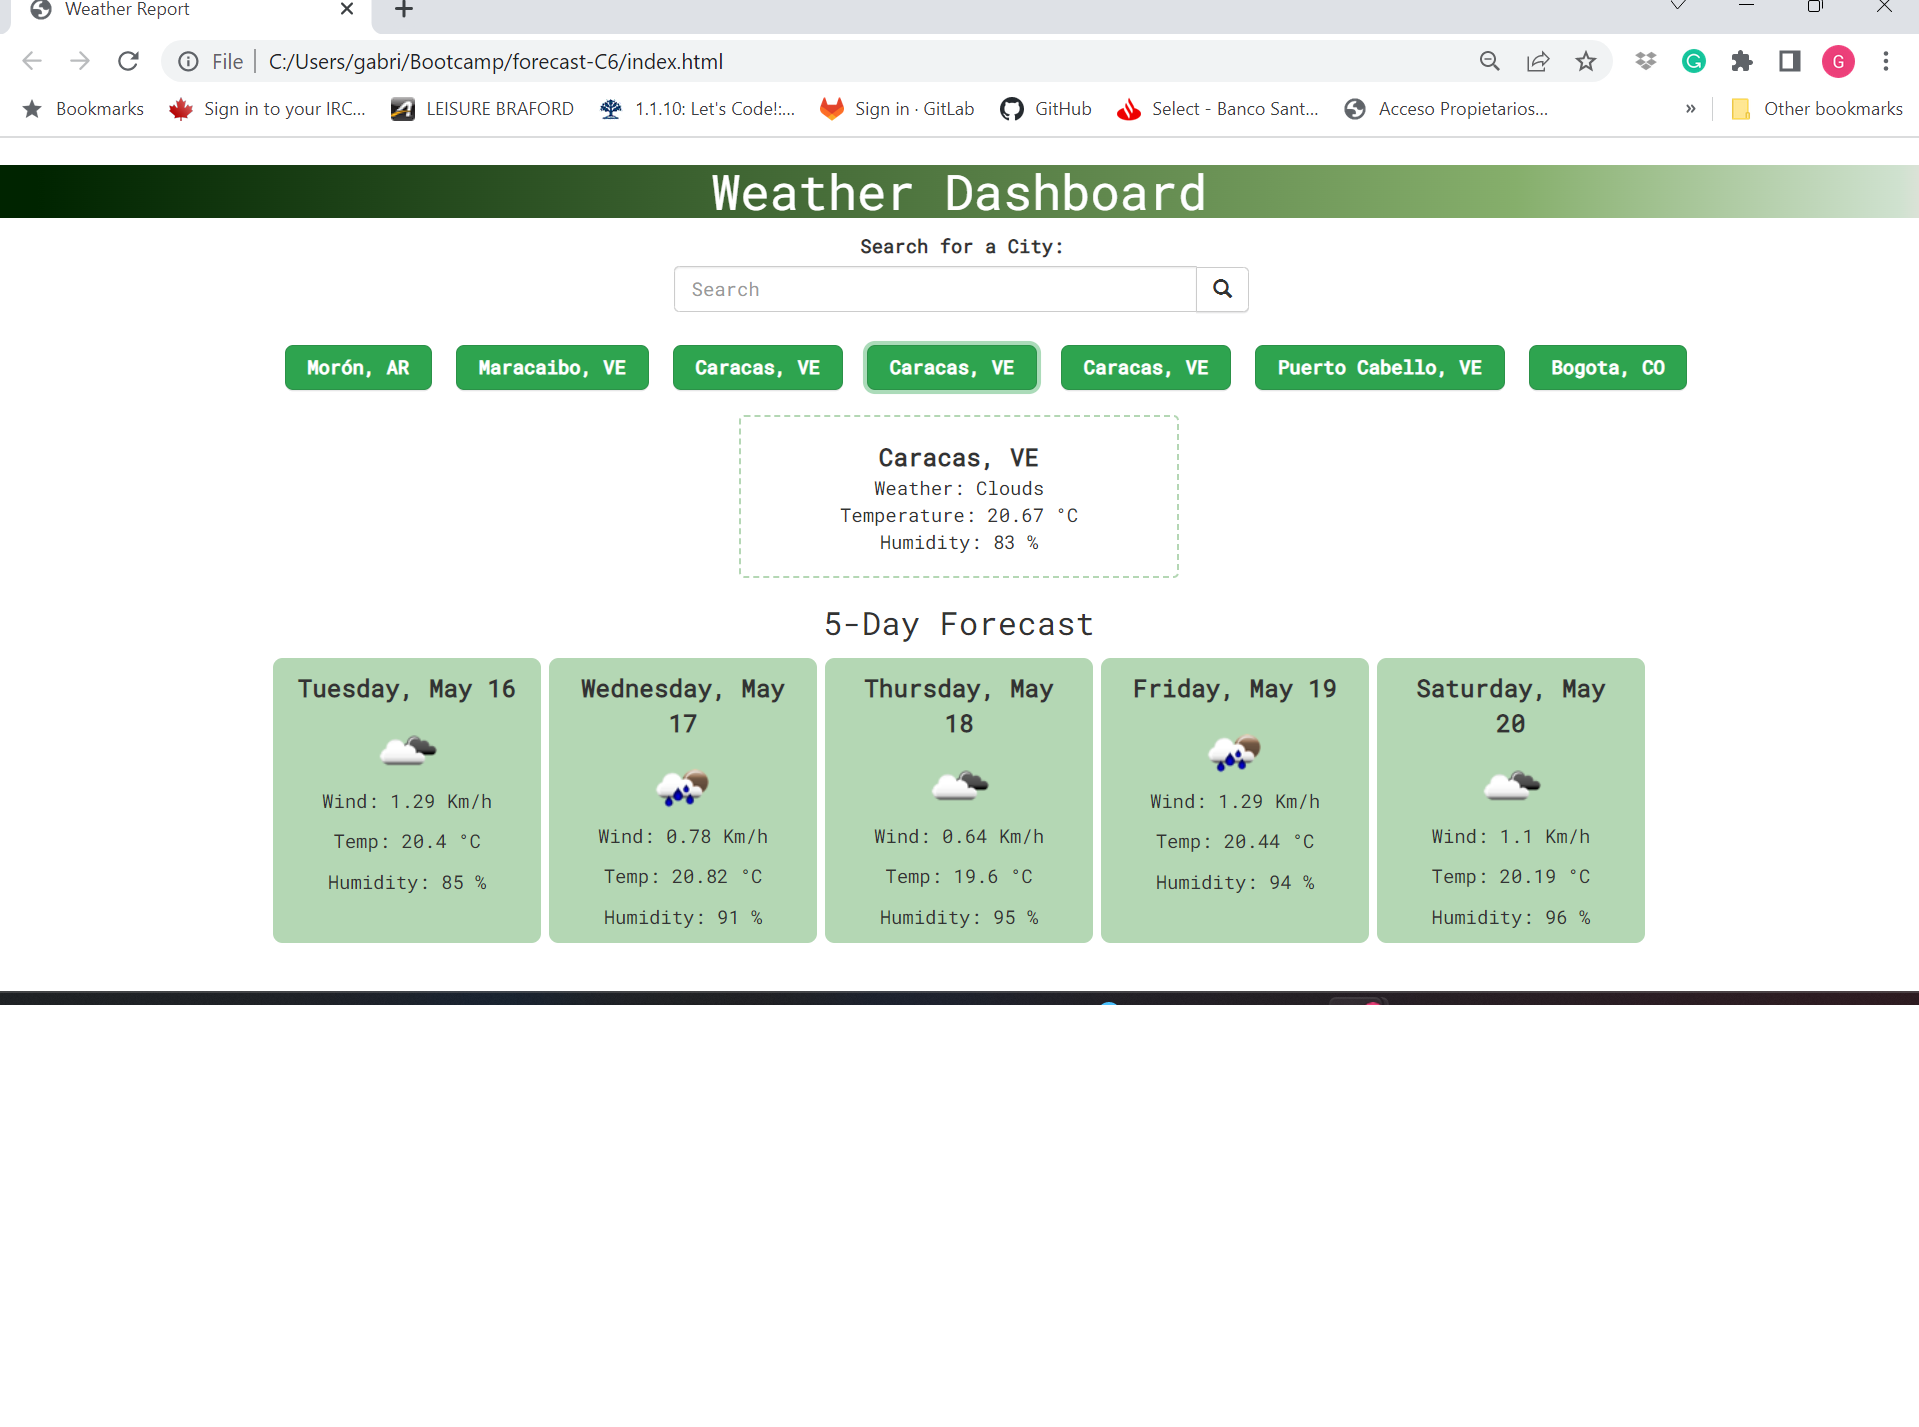 Weather Report
File
C:/Users/gabri/Bootcamp/forecast-C6/index.html
G
Bookmarks
Sign in to your IRC...
LEISURE BRAFORD
1.1.10: Let's Code!:...
Sign in · GitLab
GitHub
Select - Banco Sant...
Acceso Propietarios...
»
Other bookmarks
Weather Dashboard
Search for a City:
Search
Morón, AR
Maracaibo, VE
Caracas, VE
Caracas, VE
Caracas, VE
Puerto Cabello, VE
Bogota, CO
Caracas, VE
Weather: Clouds
Temperature: 20.67 °C
Humidity: 83 %
5-Day Forecast
Tuesday, May 16
Wind: 1.29 Km/h
Temp: 20.4 °C
Humidity: 85 %
Wednesday, May
17
Wind: 0.78 Km/h
Temp: 20.82 °C
Humidity: 91 %
Thursday, May
18
Wind: 0.64 Km/h
Temp: 19.6 °C
Humidity: 95 %
Friday, May 19
Wind: 1.29 Km/h
Temp: 20.44 °C
Humidity: 94 %
Saturday, May
20
Wind: 1.1 Km/h
Temp: 20.19 °C
Humidity: 96 %